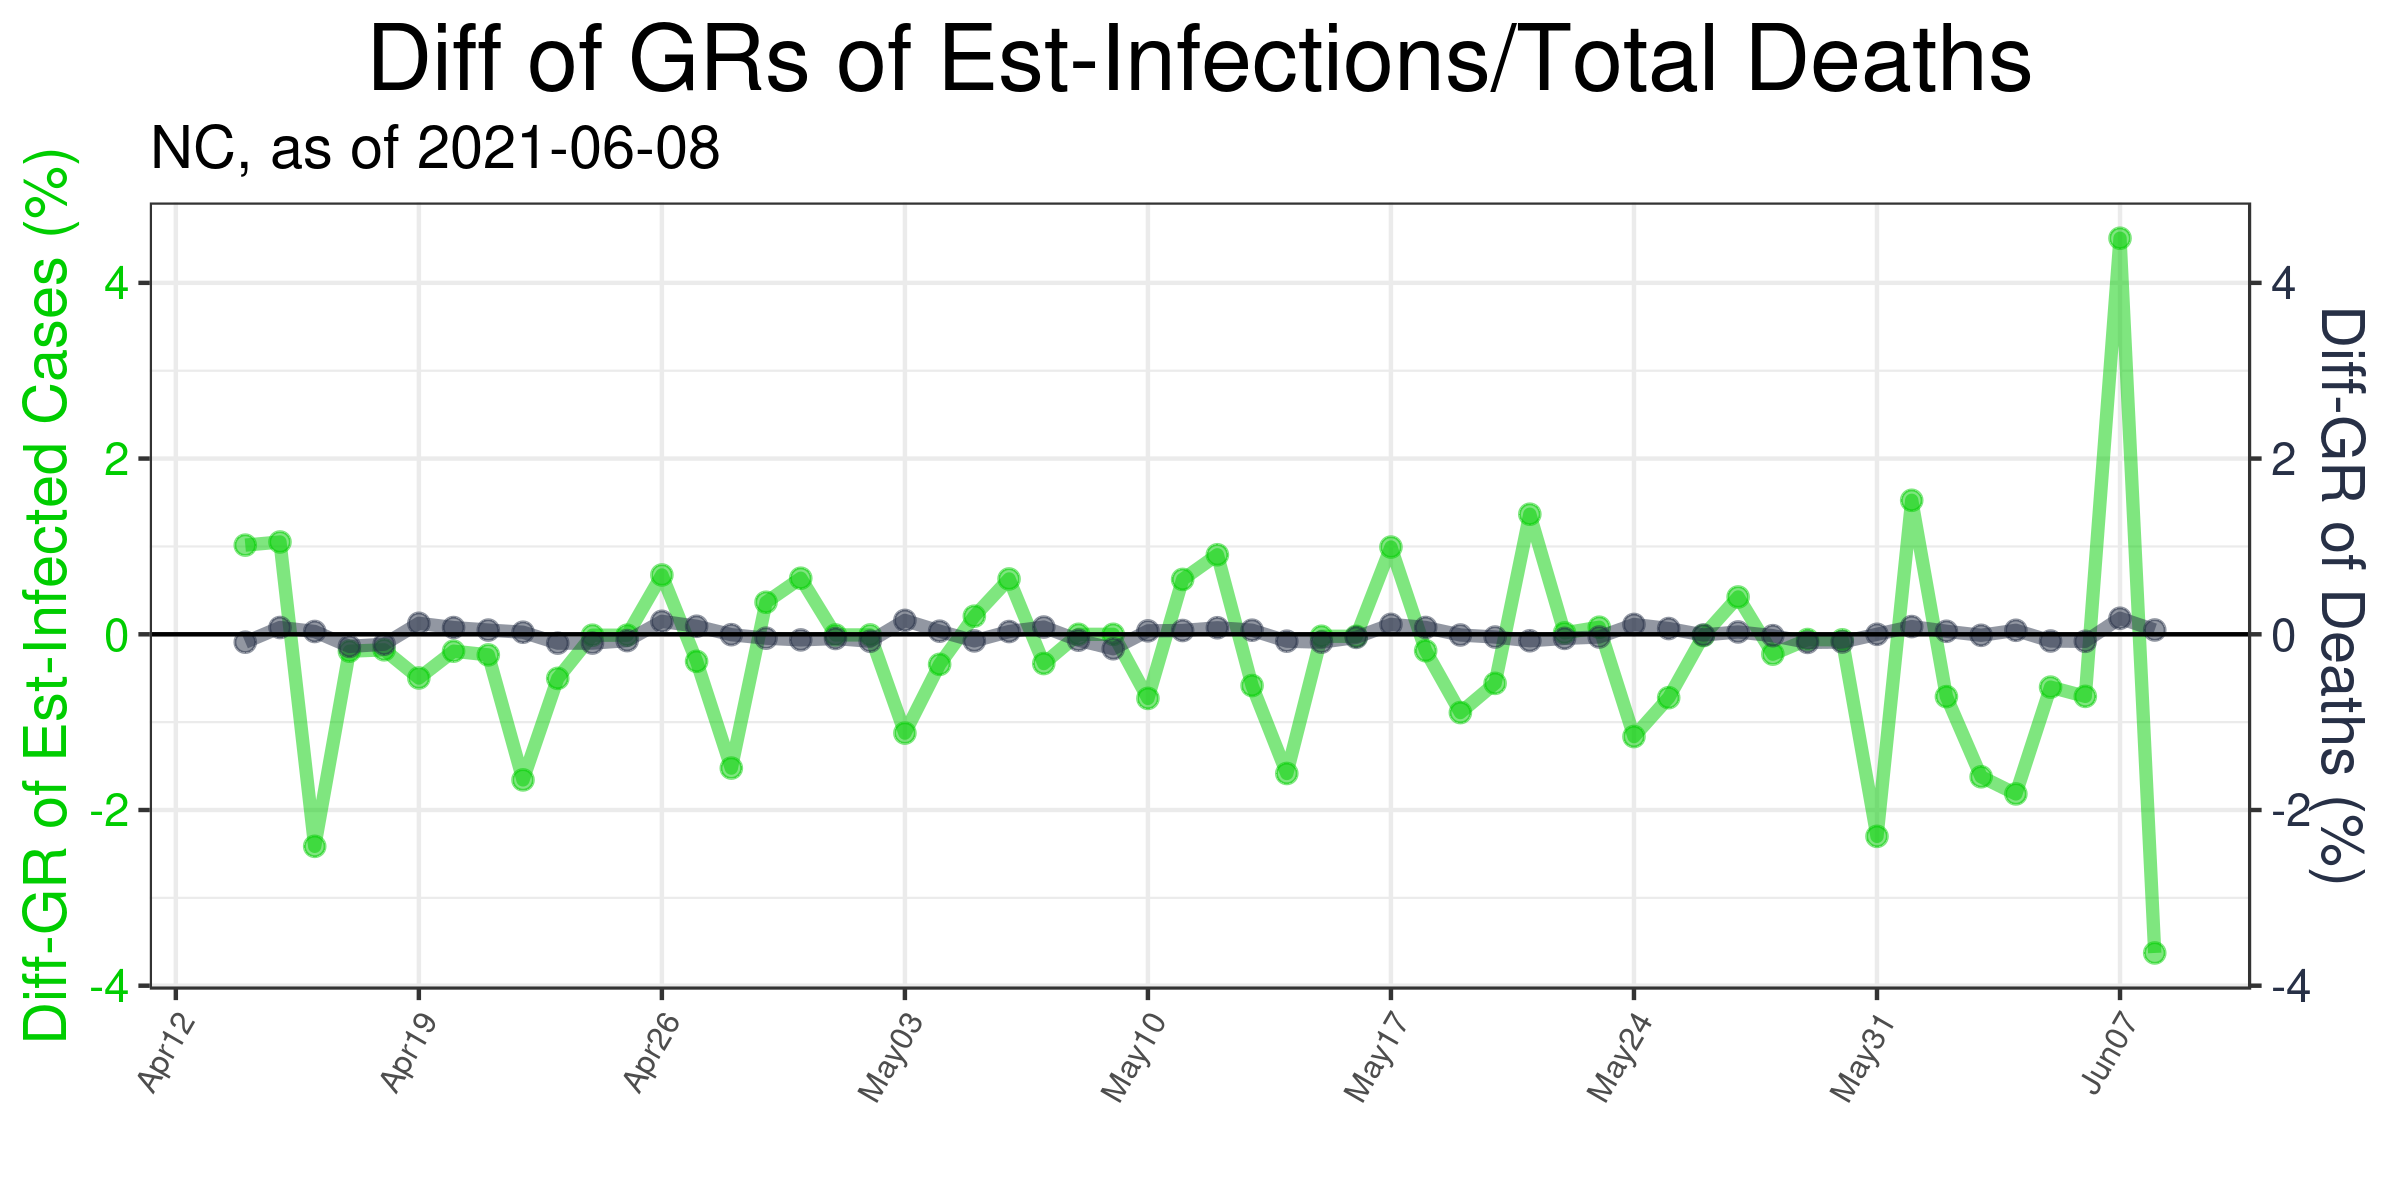 Diff of GRs of Est-Infections/Total Deaths
NC, as of 2021-06-08
Diff-GR of Est-Infected Cases (%)
4
2
0
-2
-4
4
2
0
-2
-4
Diff-GR of Deaths (%)
Apr12
Apr19
Apr26
May03
May10
May17
May24
May31
Jun07